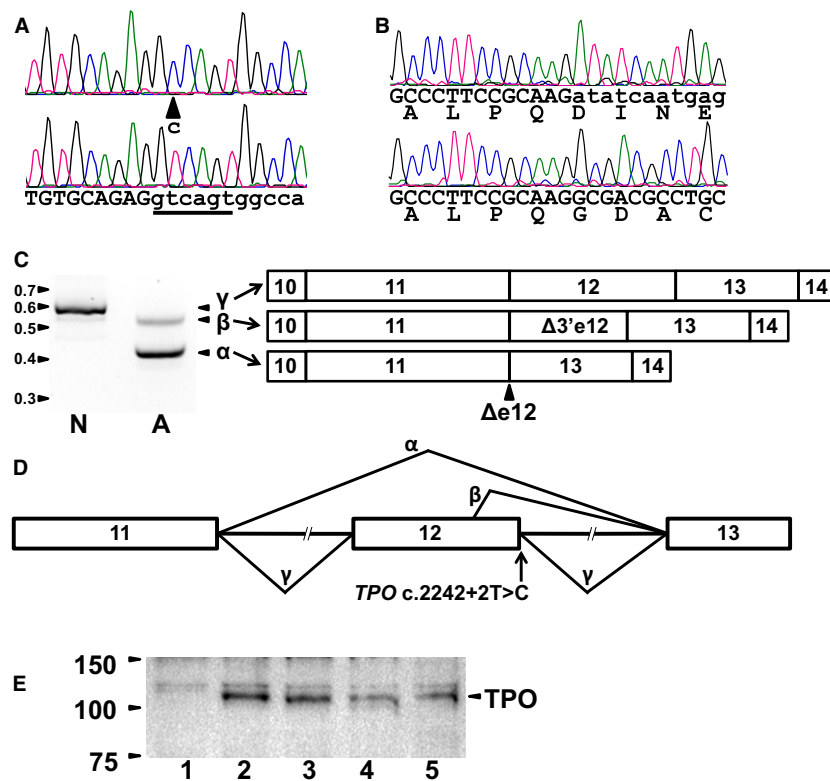 A
c
TGTGCAGAGgtcagtggcca
B
GCCCTTCCGCAAGatatcaatgag
A L P Q D I N E
GCCCTTCCGCAAGGCGACGCCTGC
A L P Q G D A C
C
0.7
0.6
0.5
0.4
0.3
N A
γ
β
α
10 11 12 13 14
10 11 Δ3'e12 13 14
10 11 13 14
Δe12
D
α
β
11 12 13
γ γ
TPO c.2242+2T>C
E
150
100
75
TPO
1 2 3 4 5